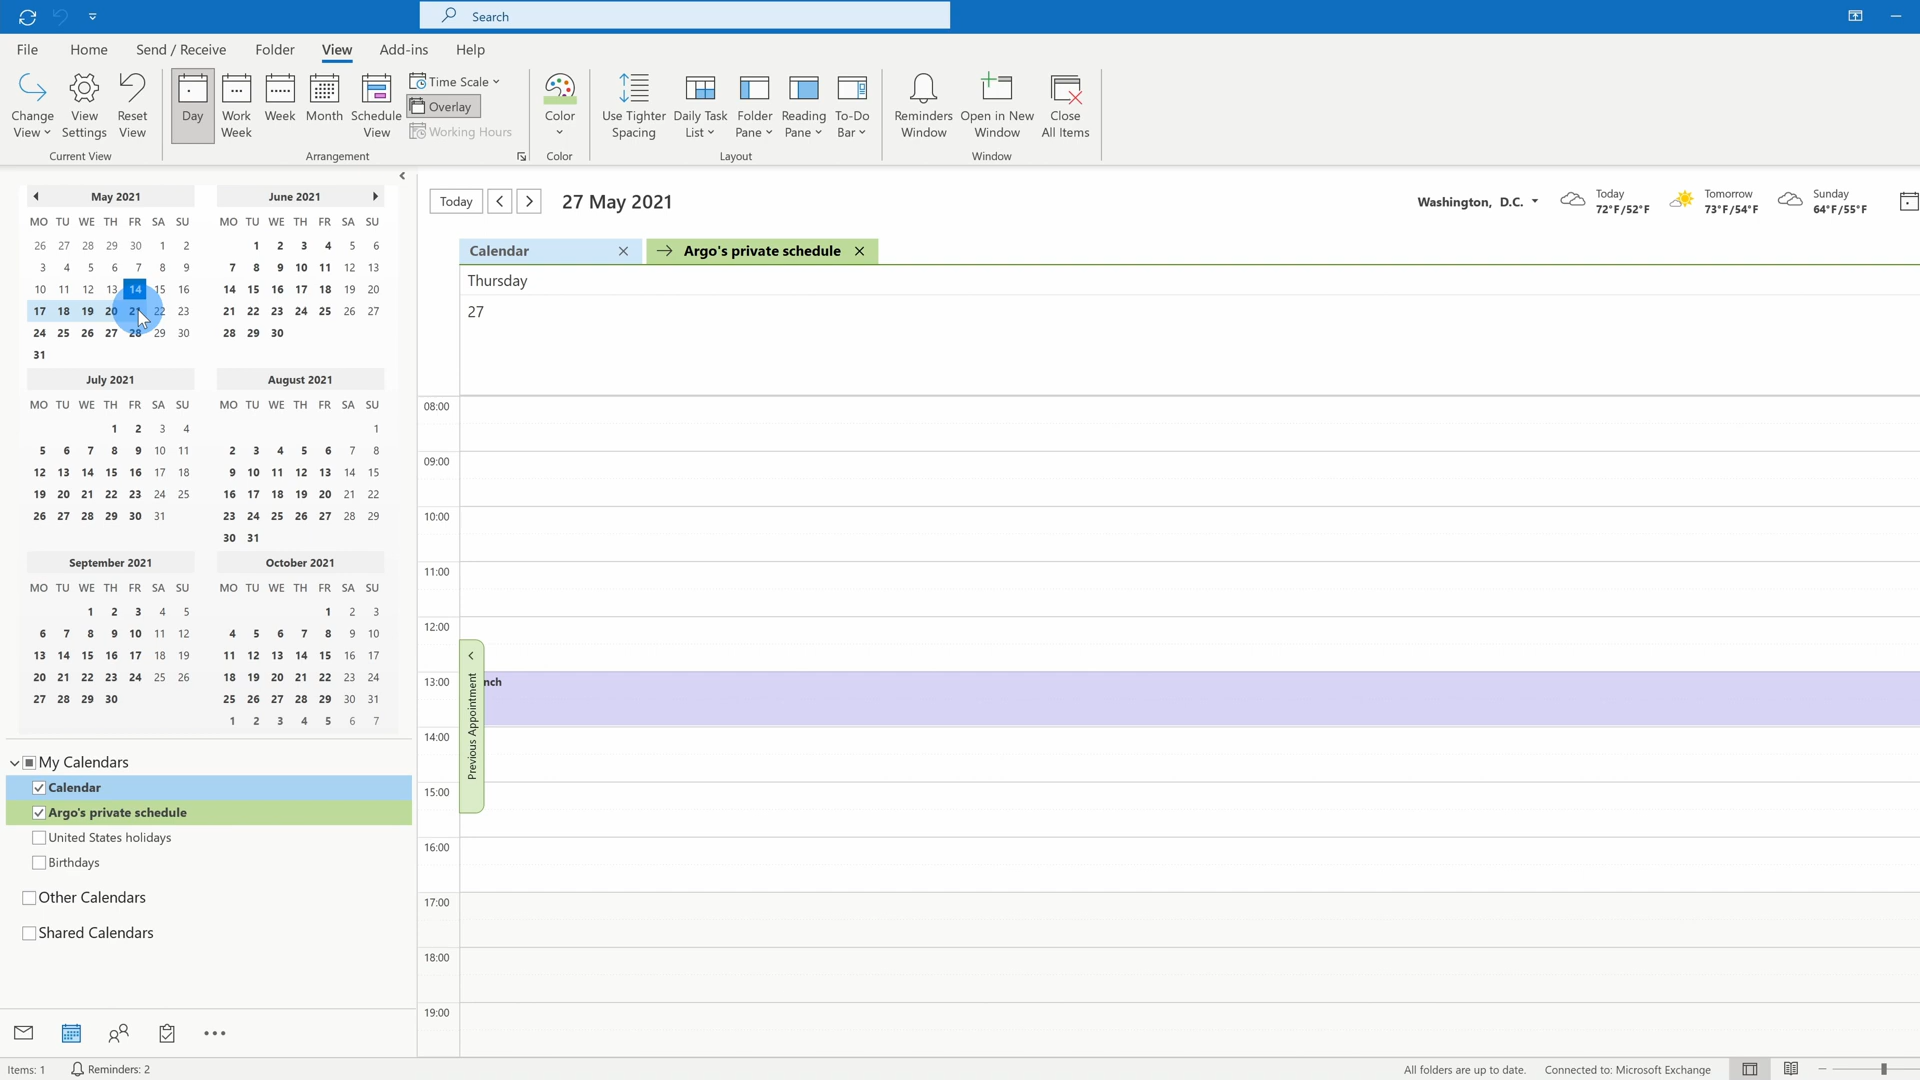 Search
File Home Send / Receive Folder View Add-ins Help
Change View
View Settings
Reset View
Current View
Day
Work Week
Week
Month
Schedule View
Time Scale
Overlay
Working Hours
Arrangement
Color
Color
Use Tighter Spacing
Daily Task List
Folder Pane
Reading Pane
To-Do Bar
Layout
Reminders Window
Open in New Window
Close All Items
Window
May 2021
MO TU WE TH FR SA SU
26 27 28 29 30 1 2
3 4 5 6 7 8 9
10 11 12 13 14 15 16
17 18 19 20 21 22 23
24 25 26 27 28 29 30
31
June 2021
MO TU WE TH FR SA SU
1 2 3 4 5 6
7 8 9 10 11 12 13
14 15 16 17 18 19 20
21 22 23 24 25 26 27
28 29 30
July 2021
MO TU WE TH FR SA SU
1 2 3 4
5 6 7 8 9 10 11
12 13 14 15 16 17 18
19 20 21 22 23 24 25
26 27 28 29 30 31
August 2021
MO TU WE TH FR SA SU
1
2 3 4 5 6 7 8
9 10 11 12 13 14 15
16 17 18 19 20 21 22
23 24 25 26 27 28 29
30 31
September 2021
MO TU WE TH FR SA SU
1 2 3 4 5
6 7 8 9 10 11 12
13 14 15 16 17 18 19
20 21 22 23 24 25 26
27 28 29 30
October 2021
MO TU WE TH FR SA SU
1 2 3
4 5 6 7 8 9 10
11 12 13 14 15 16 17
18 19 20 21 22 23 24
25 26 27 28 29 30 31
1 2 3 4 5 6 7
My Calendars
Calendar
Argo's private schedule
United States holidays
Birthdays
Other Calendars
Shared Calendars
Today 27 May 2021
Washington, D.C.
Today
72°F/52°F
Tomorrow
73°F/54°F
Sunday
64°F/55°F
Calendar
Argo's private schedule
Thursday
27
08:00
09:00
10:00
11:00
12:00
13:00
nch
14:00
15:00
16:00
17:00
18:00
19:00
Previous Appointment
Items: 1
Reminders: 2
All folders are up to date.
Connected to: Microsoft Exchange